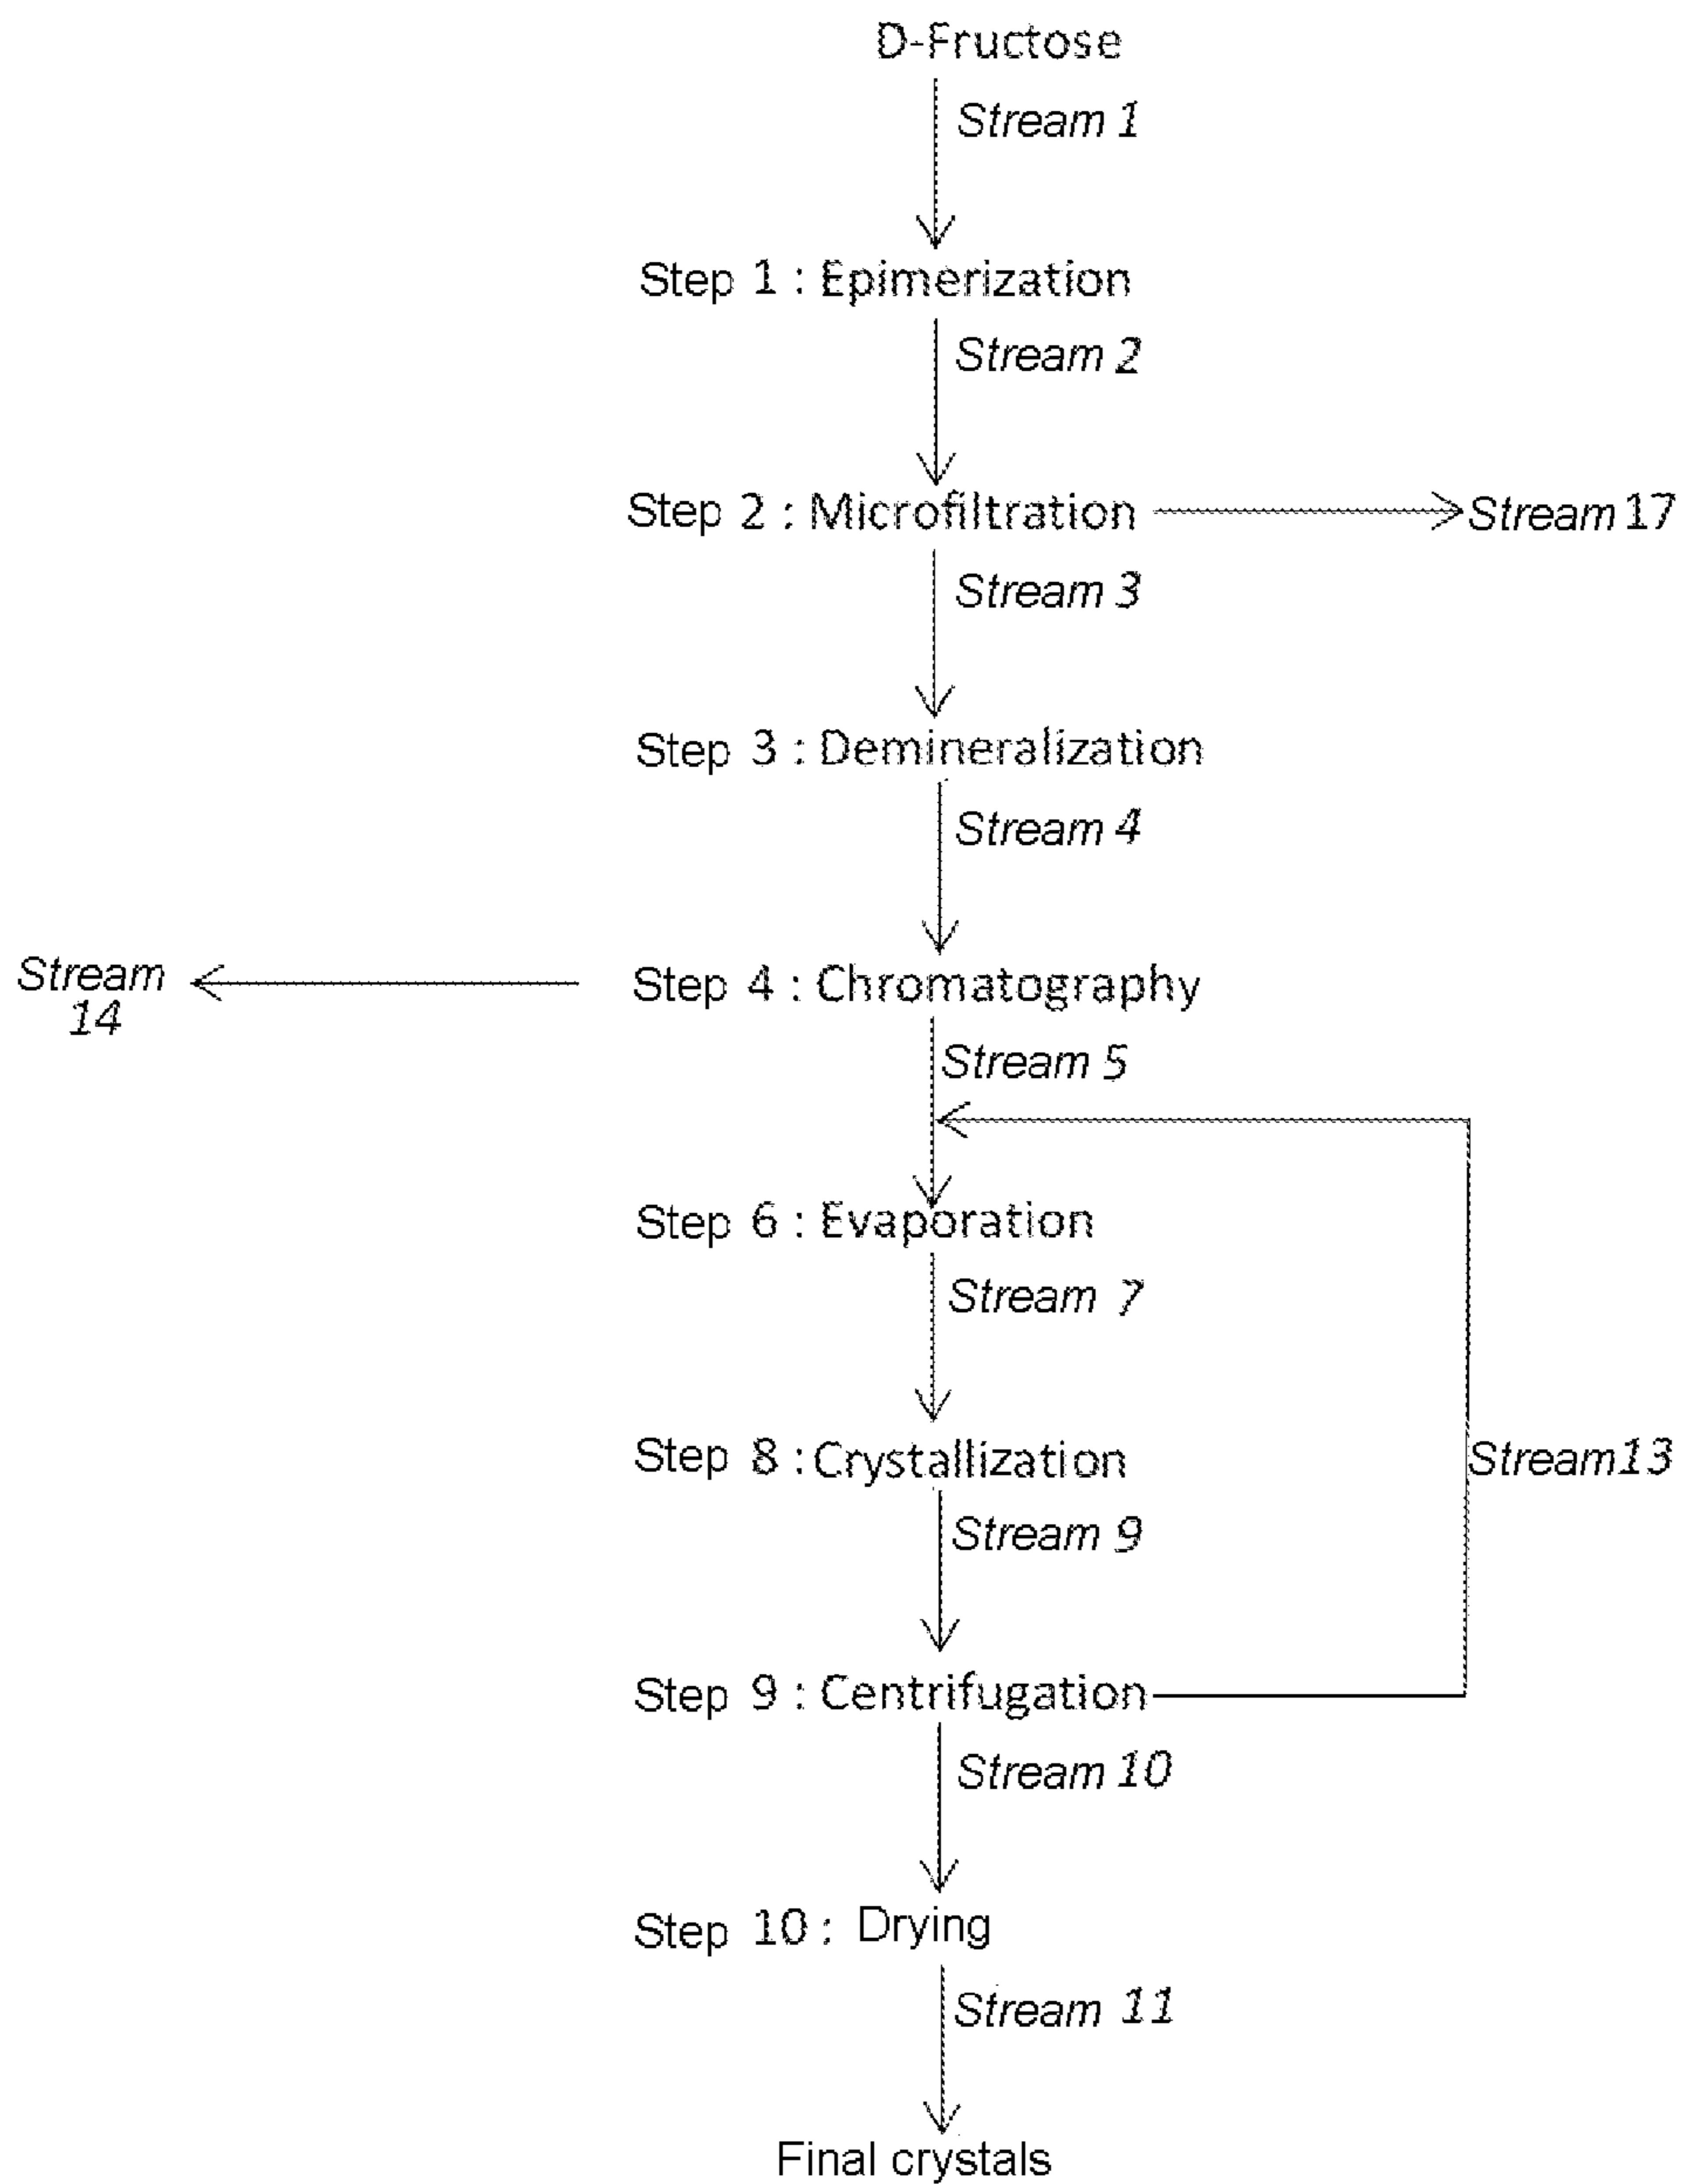 D-Fructose
Stream 1
Step 1 : Epimerization
Stream 2
Step 2 : Microfiltration
Stream 17
Stream 3
Step 3 : Demineralization
Stream 4
Stream
14
Step 4 : Chromatography
Stream 5
Step 6 : Evaporation
Stream 7
Step 8 : Crystallization
Stream13
Stream 9
Step 9 : Centrifugation
Stream 10
Step 10 : Drying
Stream 11
Final crystals